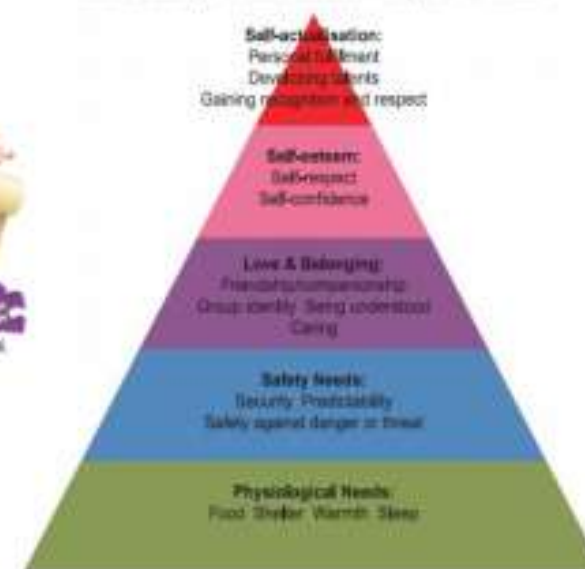 Self-actualisation:
Personal fulfilment
Developing talents
Gaining recognition and respect
Self-esteem:
Self-respect
Self-confidence
Love & Belonging:
Friendship/companionship
Group identity Being understood
Caring
Safety Needs:
Security Predictability
Safety against danger or threat
Physiological Needs:
Food Shelter Warmth Sleep